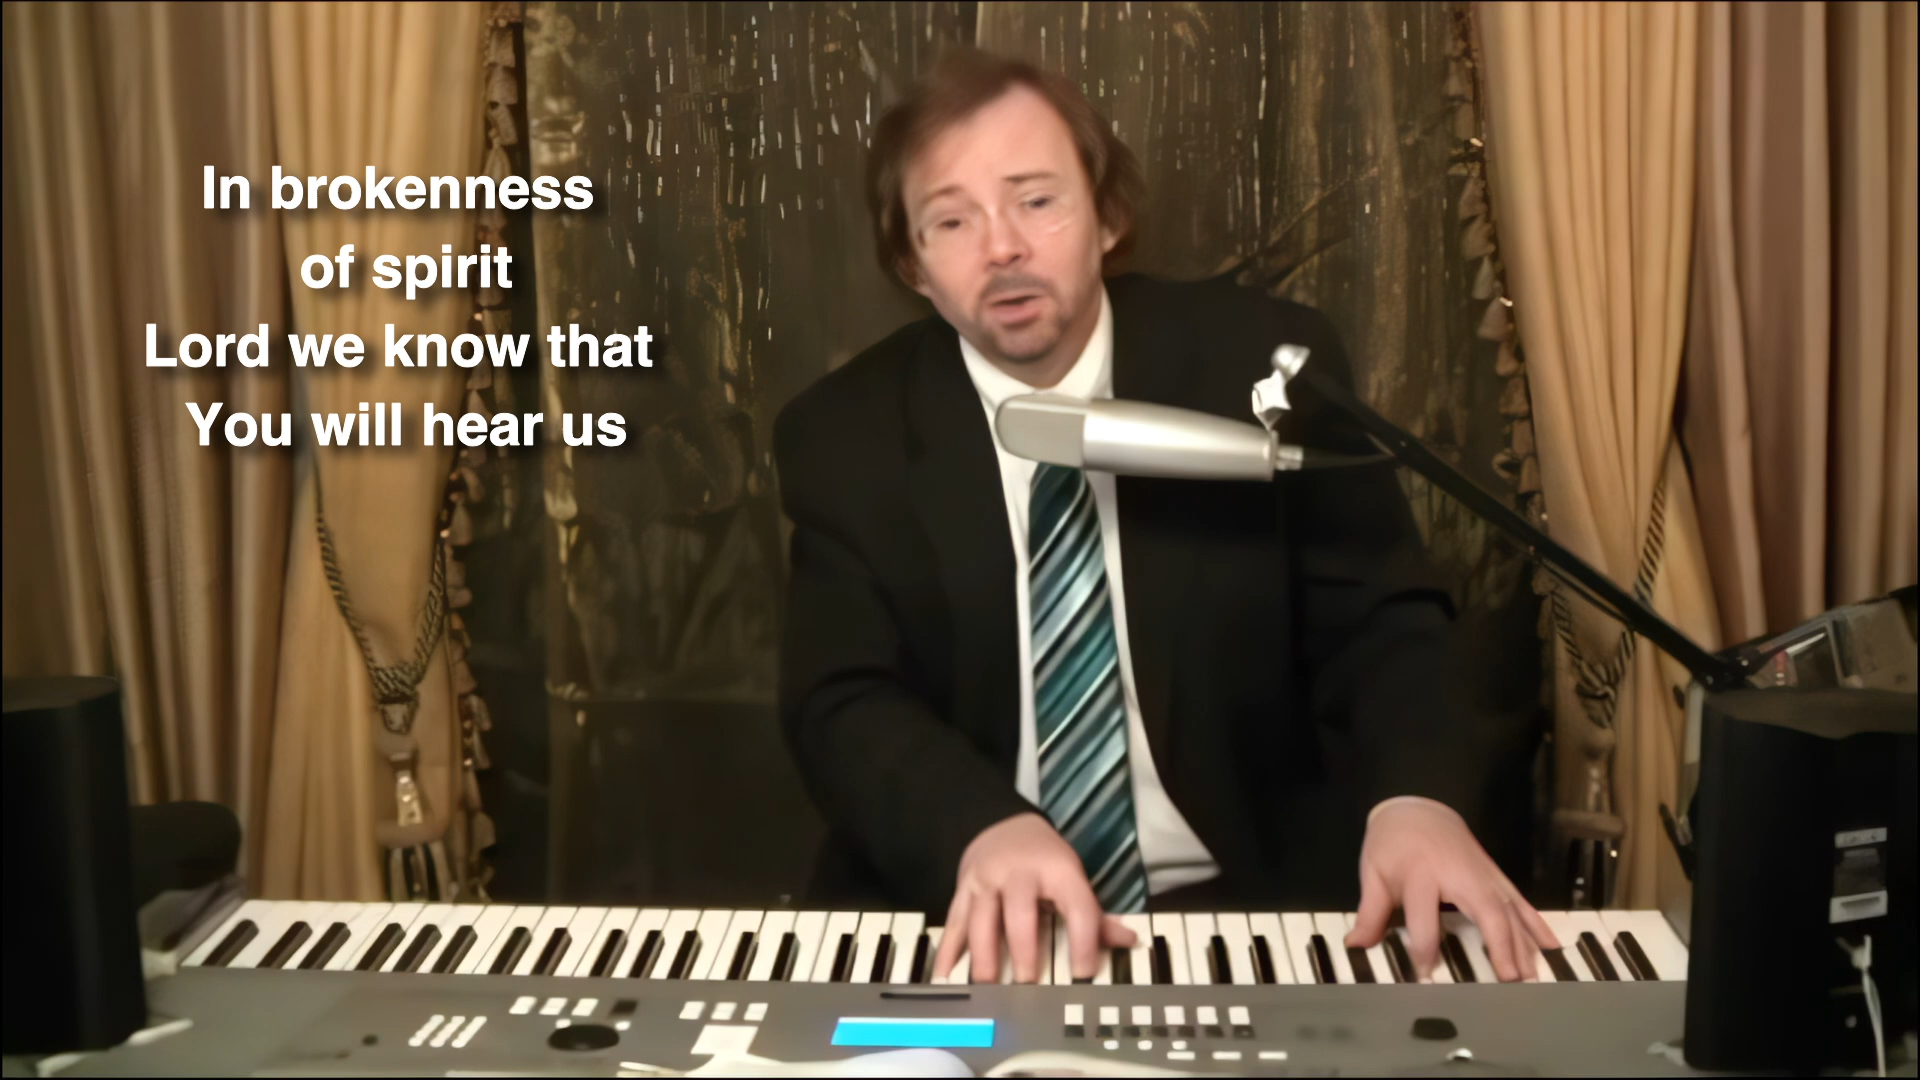 In brokenness
of spirit
Lord we know that
You will hear us